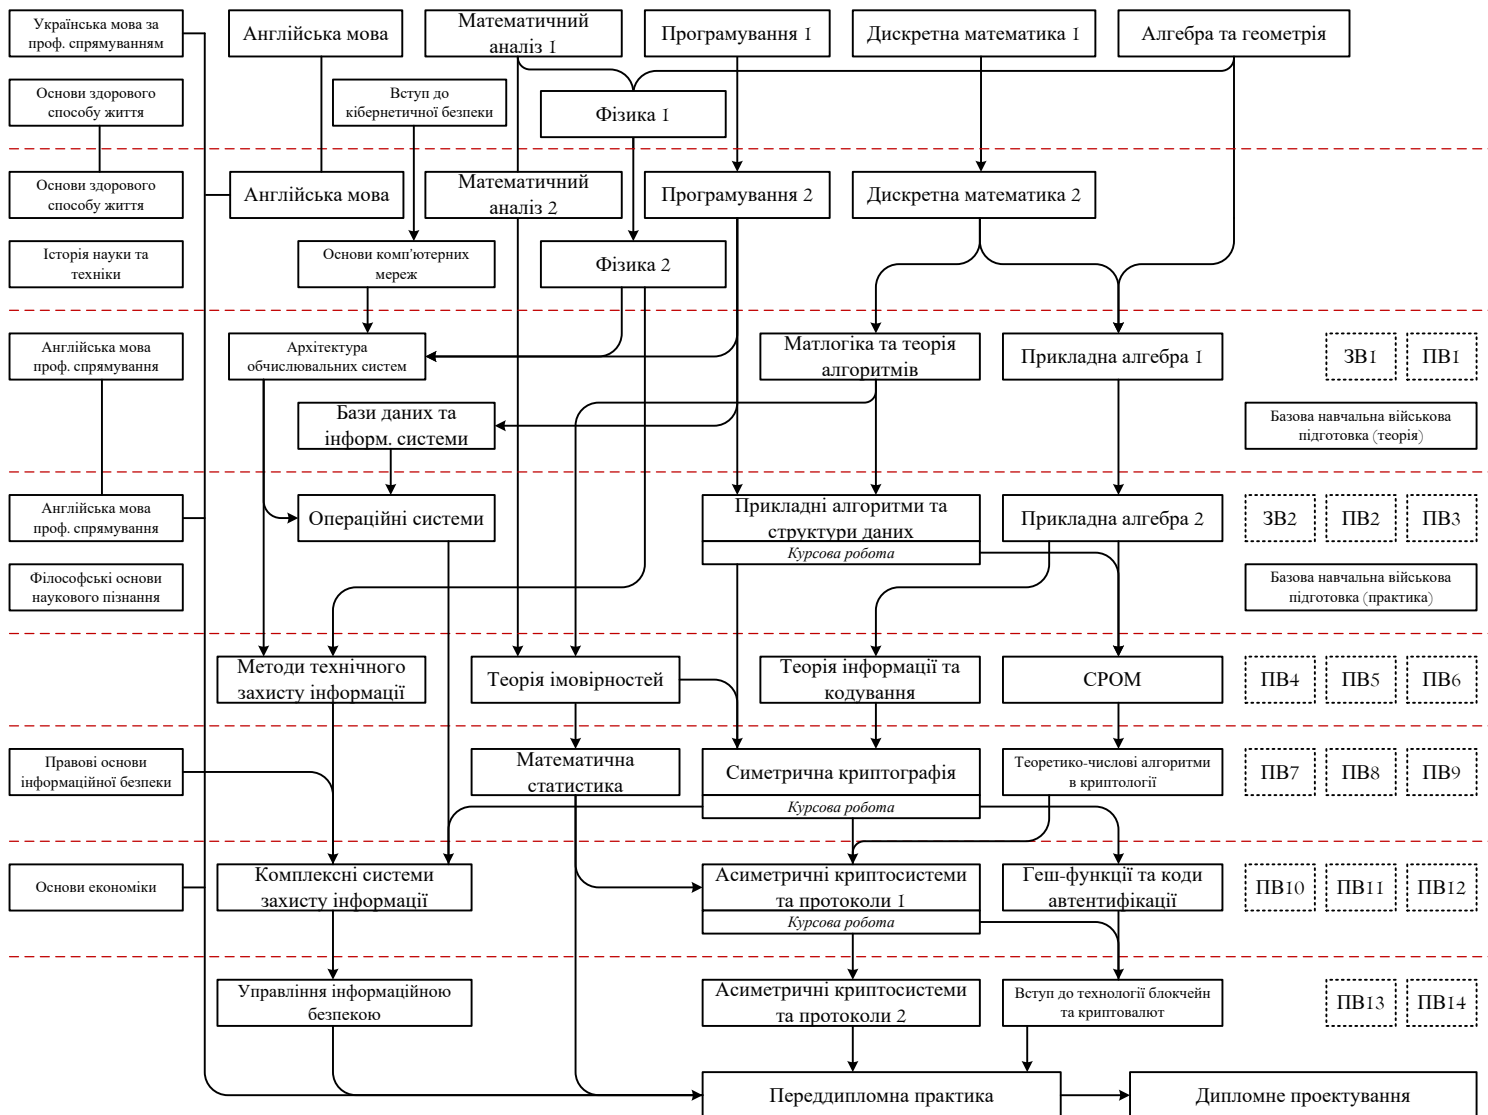 Українська мова за
проф. спрямуванням
Англійська мова
Математичний
аналіз 1
Програмування 1
Дискретна математика 1
Алгебра та геометрія
Основи здорового
способу життя
Вступ до
кібернетичної безпеки
Фізика 1
Основи здорового
способу життя
Англійська мова
Математичний
аналіз 2
Програмування 2
Дискретна математика 2
Історія науки та
техніки
Основи комп'ютерних
мереж
Фізика 2
Англійська мова
проф. спрямування
Архітектура
обчислювальних систем
Матлогіка та теорія
алгоритмів
Прикладна алгебра 1
ЗВ1
ПВ1
Бази даних та
інформ. системи
Базова навчальна військова
підготовка (теорія)
Англійська мова
проф. спрямування
Операційні системи
Прикладні алгоритми та
структури даних
Курсова робота
Прикладна алгебра 2
ЗВ2
ПВ2
ПВ3
Філософські основи
наукового пізнання
Базова навчальна військова
підготовка (практика)
Методи технічного
захисту інформації
Теорія імовірностей
Теорія інформації та
кодування
СРОМ
ПВ4
ПВ5
ПВ6
Правові основи
інформаційної безпеки
Математична
статистика
Симетрична криптографія
Курсова робота
Теоретико-числові алгоритми
в криптології
ПВ7
ПВ8
ПВ9
Основи економіки
Комплексні системи
захисту інформації
Асиметричні криптосистеми
та протоколи 1
Курсова робота
Геш-функції та коди
автентифікації
ПВ10
ПВ11
ПВ12
Управління інформаційною
безпекою
Асиметричні криптосистеми
та протоколи 2
Вступ до технології блокчейн
та криптовалют
ПВ13
ПВ14
Переддипломна практика
Дипломне проектування